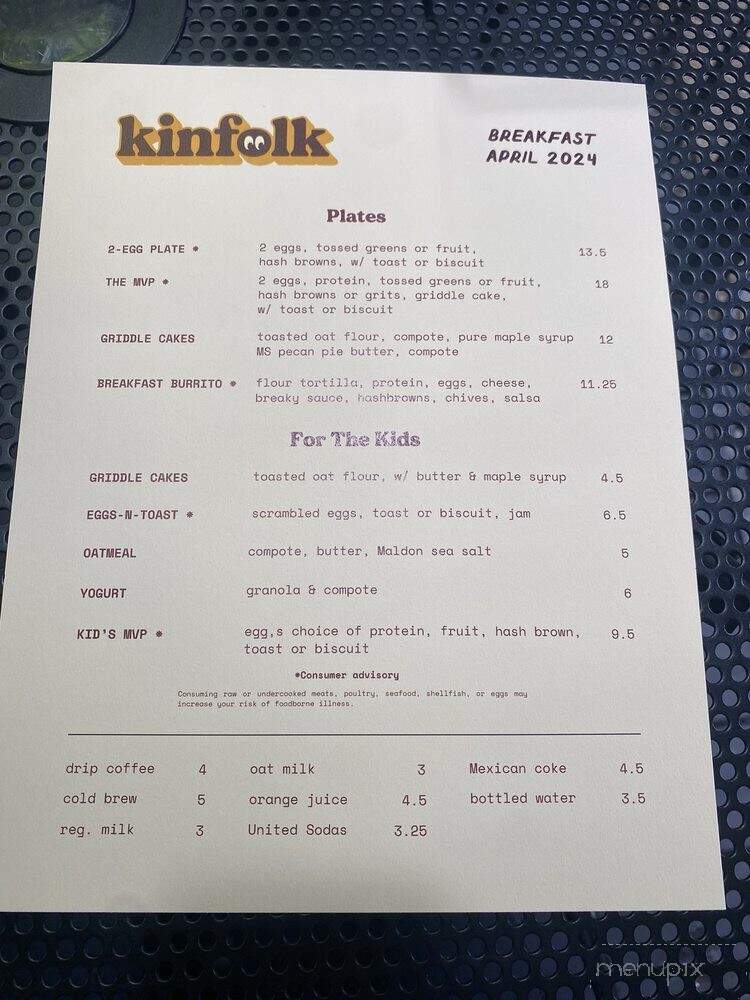 kinfolk
BREAKFAST
APRIL 2024
Plates
2-EGG PLATE * 2 eggs, tossed greens or fruit, 13.5
hash browns, w/ toast or biscuit
THE MVP * 2 eggs, protein, tossed greens or fruit, 18
hash browns or grits, griddle cake,
w/ toast or biscuit
GRIDDLE CAKES toasted oat flour, compote, pure maple syrup 12
MS pecan pie butter, compote
BREAKFAST BURRITO * flour tortilla, protein, eggs, cheese, 11.25
breaky sauce, hashbrowns, chives, salsa
For The Kids
GRIDDLE CAKES toasted oat flour, w/ butter & maple syrup 4.5
EGGS-N-TOAST * scrambled eggs, toast or biscuit, jam 6.5
OATMEAL compote, butter, Maldon sea salt 5
YOGURT granola & compote 6
KID'S MVP * egg,s choice of protein, fruit, hash brown, 9.5
toast or biscuit
*Consumer advisory
Consuming raw or undercooked meats, poultry, seafood, shellfish, or eggs may
increase your risk of foodborne illness.
drip coffee 4 oat milk 3 Mexican coke 4.5
cold brew 5 orange juice 4.5 bottled water 3.5
reg. milk 3 United Sodas 3.25
menupix